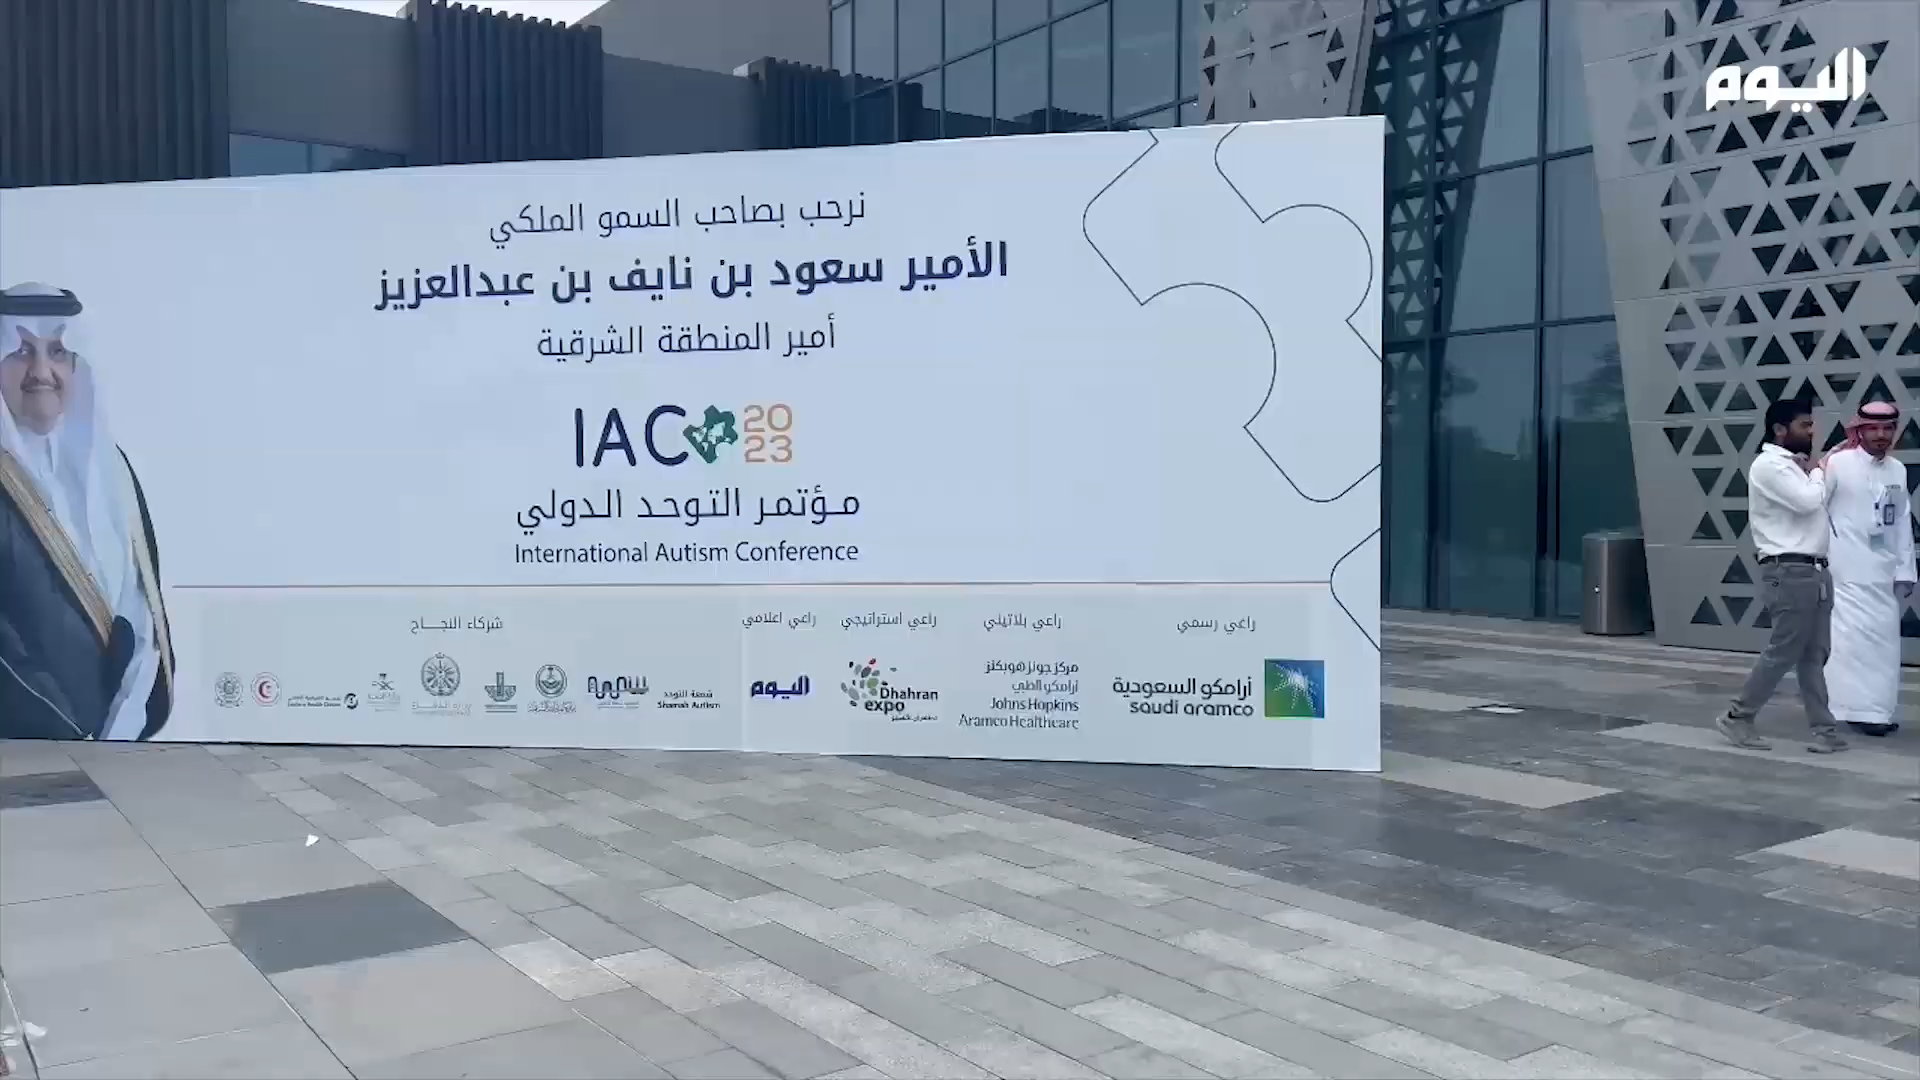 اليوم
نرحب بصاحب السمو الملكي
الأمير سعود بن نايف بن عبدالعزيز
أمير المنطقة الشرقية
IAC 2023
مؤتمر التوحد الدولي
International Autism Conference
راعي رسمي
أرامكو السعودية
saudi aramco
راعي بلاتيني
مركز جونز هوبكنز
أرامكو الطبي
Johns Hopkins
Aramco Healthcare
راعي استراتيجي
Dhahran
expo
راعي اعلامي
اليوم
شركاء النجاح
شمعة التوحد
Shamah Autism